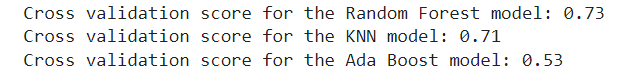 Cross validation score for the Random Forest model: 0.73
Cross validation score for the KNN model: 0.71
Cross validation score for the Ada Boost model: 0.53